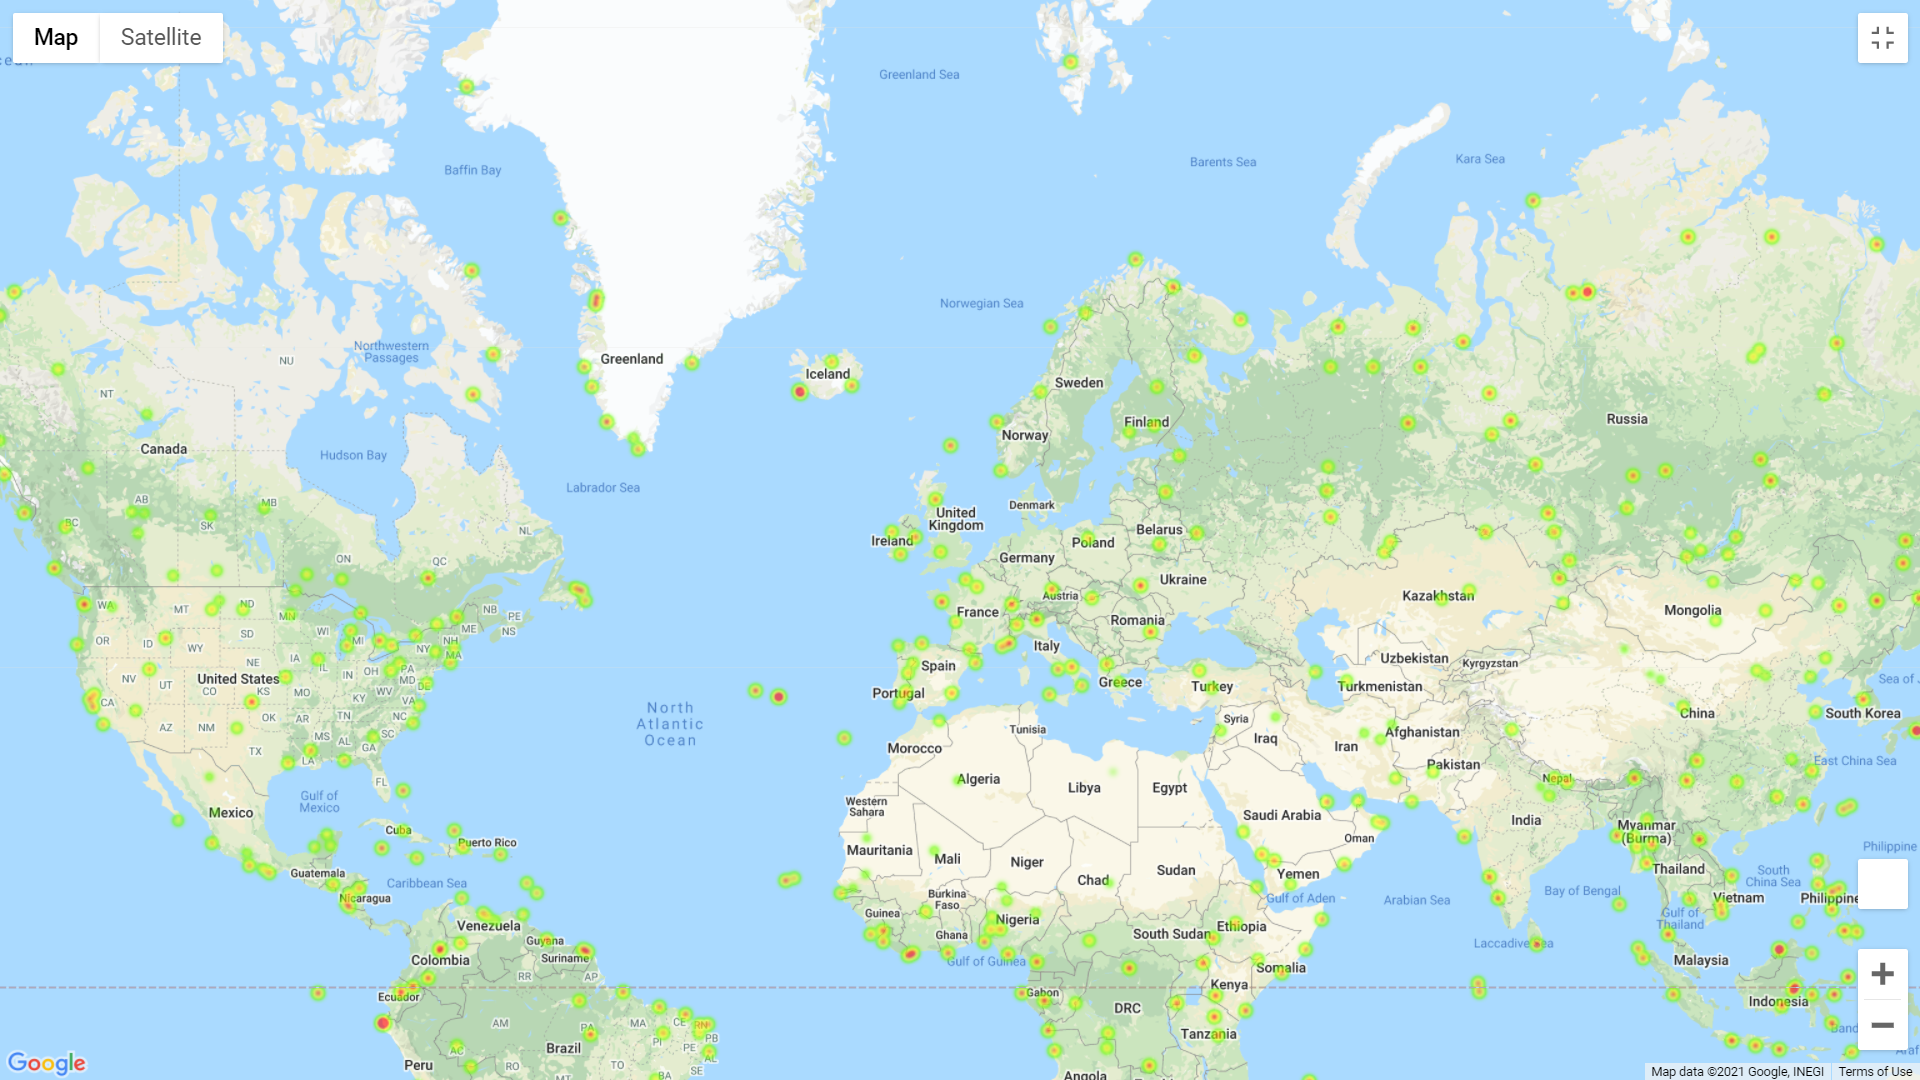 Map
Satellite
Greenland Sea
Baffin Bay
Barents Sea
Kara Sea
Norwegian Sea
Northwestern
Passages
NU
Greenland
Iceland
NT
Sweden
Canada
Finland
Norway
Russia
Hudson Bay
Labrador Sea
AB
MB
SK
BC
Denmark
United
Kingdom
NL
Ireland
Belarus
Poland
Germany
ON
QC
Ukraine
Austria
Kazakhstan
WA
MT
ND
MN
NB
PE
NS
France
Romania
Mongolia
OR
ID
SD
WI
MI
ME
NH
NY
MA
WY
IA
Italy
NE
IL
IN
OH
PA
MD
Spain
Uzbekistan
Kyrgyzstan
NV
UT
United States
CO
KS
MO
KY
WV
DE
VA
Portugal
Greece
Turkey
Turkmenistan
Sea of J
CA
AZ
NM
OK
AR
TN
NC
SC
North
Atlantic
Ocean
Syria
Iraq
Iran
Afghanistan
China
South Korea
TX
MS
AL
GA
LA
Tunisia
Morocco
Pakistan
East China Sea
FL
Gulf of
Mexico
Algeria
Libya
Egypt
Nepal
Western
Sahara
Mexico
Cuba
Puerto Rico
Saudi Arabia
India
Oman
Myanmar
(Burma)
Philippine
Mauritania
Mali
Niger
Chad
Sudan
Yemen
Thailand
South
China Sea
Guatemala
Caribbean Sea
Nicaragua
Burkina
Faso
Gulf of Aden
Arabian Sea
Bay of Bengal
Vietnam
Philippine
Guinea
Nigeria
Gulf of
Thailand
Venezuela
Ghana
South Sudan
Ethiopia
Laccadive Sea
Guyana
Suriname
Colombia
Gulf of Guinea
Somalia
Malaysia
RR
AP
Kenya
Ecuador
Gabon
DRC
Indonesia
AM
PA
MA
CE
RN
Tanzania
Band
Brazil
PI
PB
PE
AL
AC
Peru
RO
TO
SE
BA
MT
Angola
Araf
Google
Map data ©2021 Google, INEGI
Terms of Use